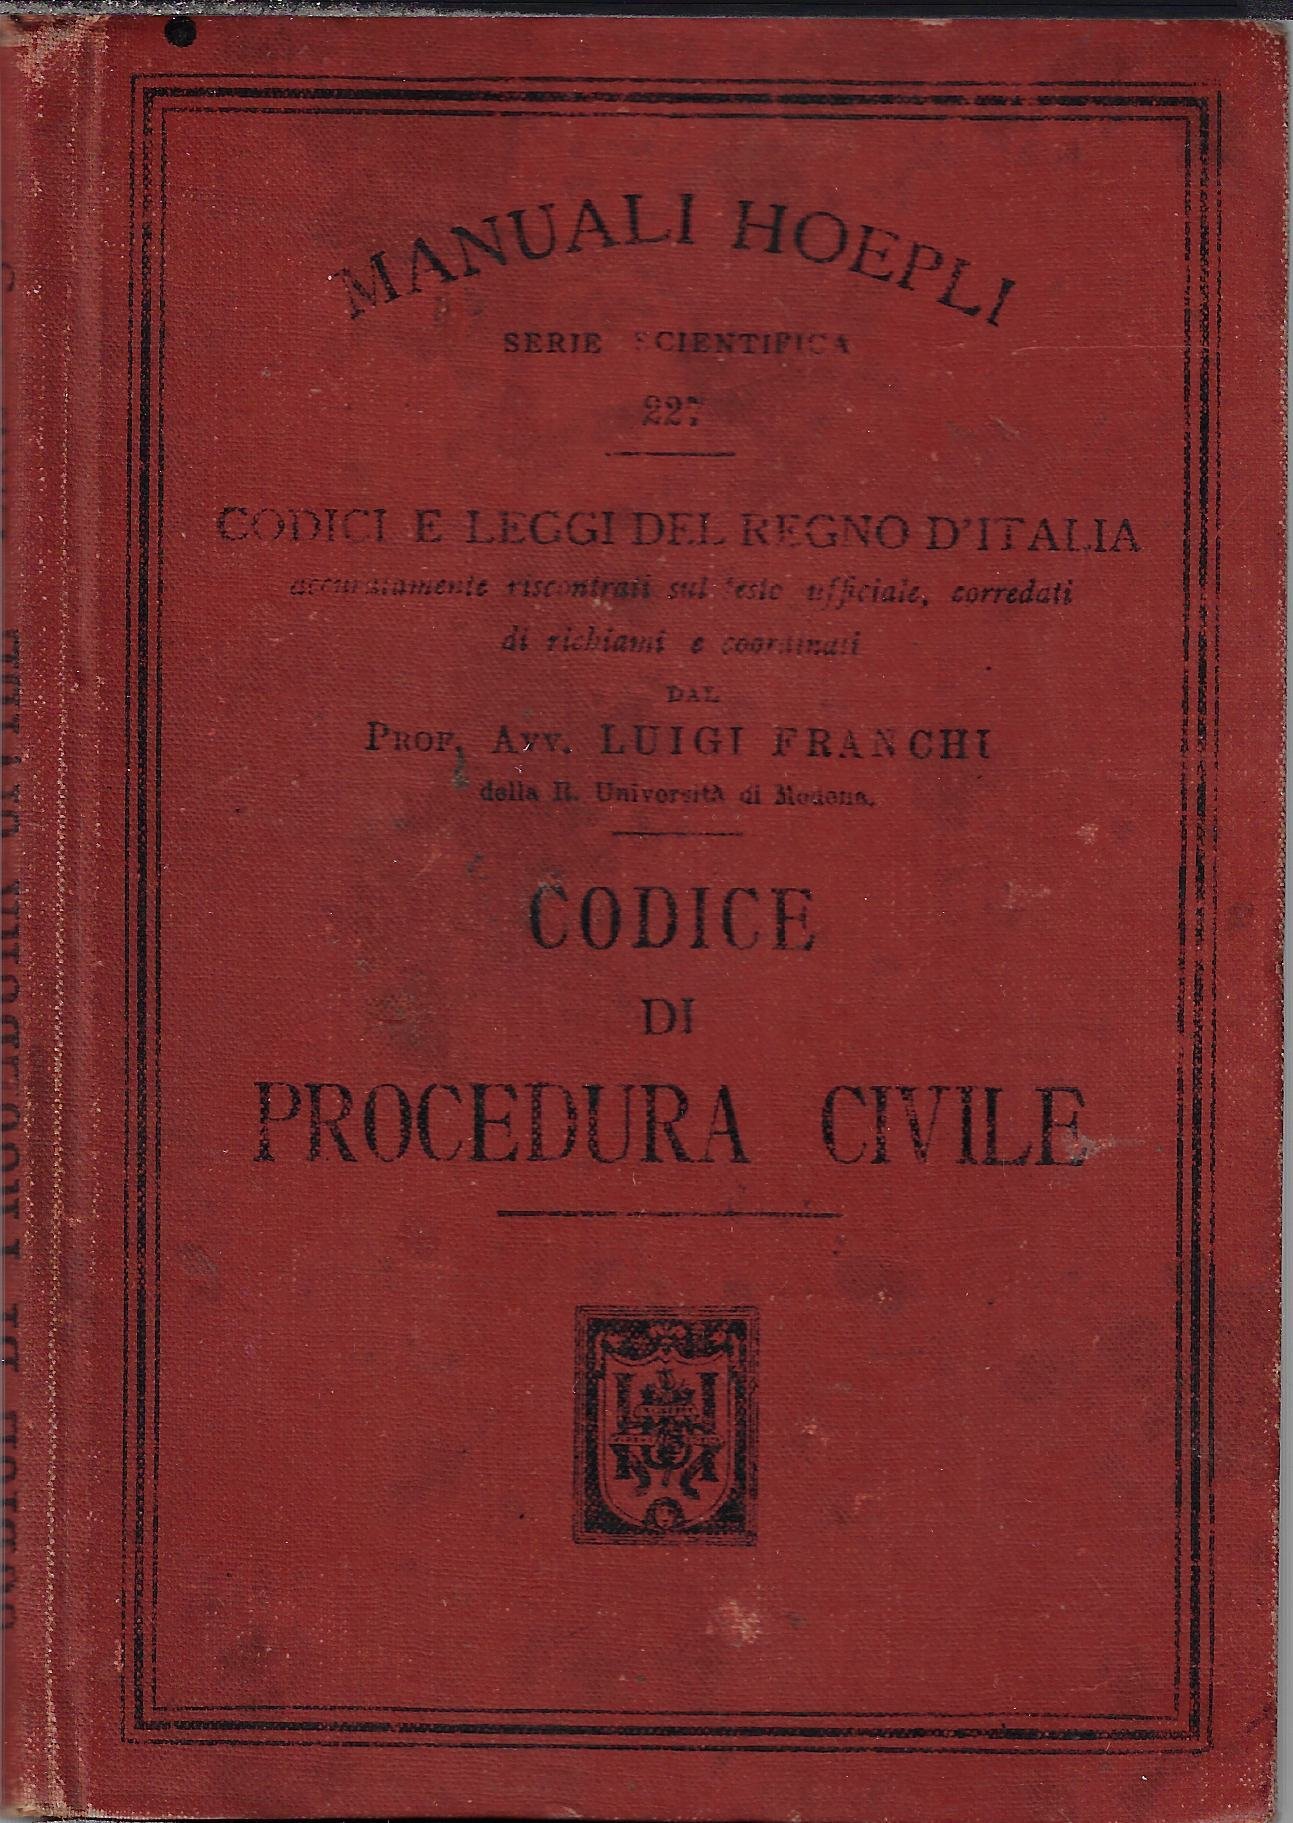 MANUALI HOEPLI
SERIE SCIENTIFICA
227
CODICI E LEGGI DEL REGNO D'ITALIA
accuratamente riscontrati sul testo ufficiale, corredati
di richiami e coordinati
DAL
PROF. AVV. LUIGI FRANCHI
della R. Università di Modena.
CODICE
DI
PROCEDURA CIVILE